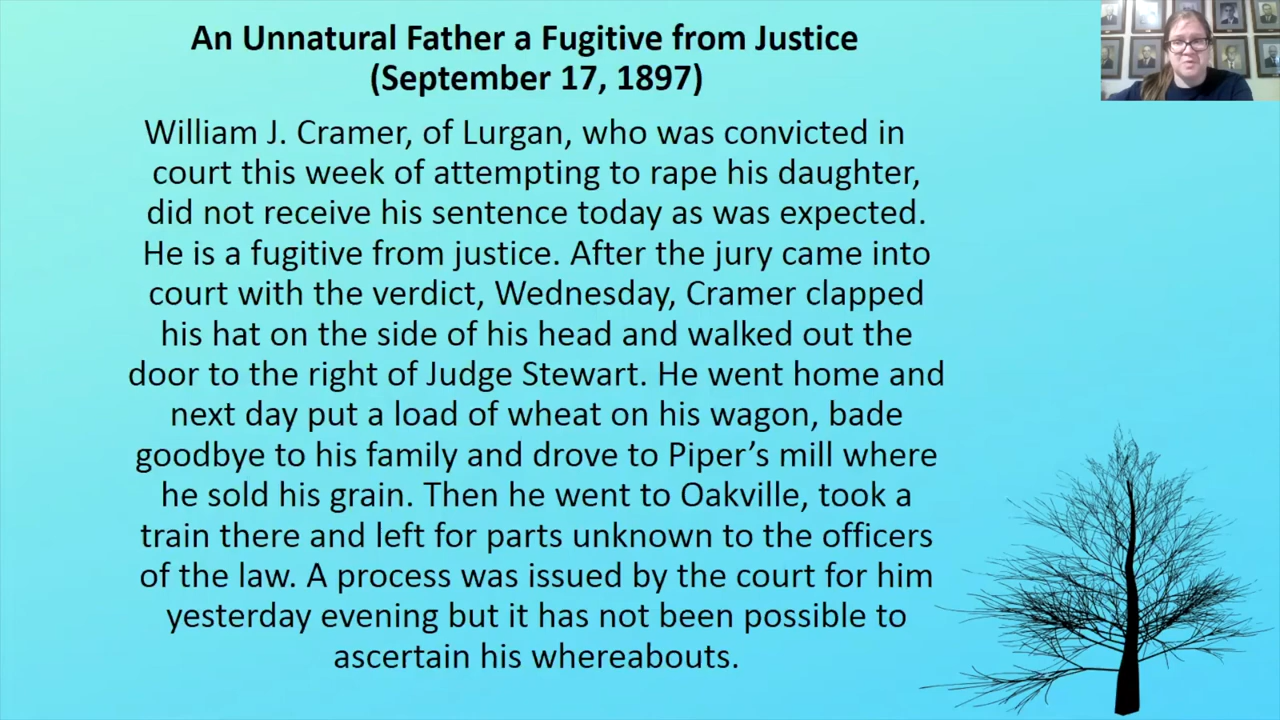 An Unnatural Father a Fugitive from Justice
(September 17, 1897)
William J. Cramer, of Lurgan, who was convicted in
court this week of attempting to rape his daughter,
did not receive his sentence today as was expected.
He is a fugitive from justice. After the jury came into
court with the verdict, Wednesday, Cramer clapped
his hat on the side of his head and walked out the
door to the right of Judge Stewart. He went home and
next day put a load of wheat on his wagon, bade
goodbye to his family and drove to Piper’s mill where
he sold his grain. Then he went to Oakville, took a
train there and left for parts unknown to the officers
of the law. A process was issued by the court for him
yesterday evening but it has not been possible to
ascertain his whereabouts.